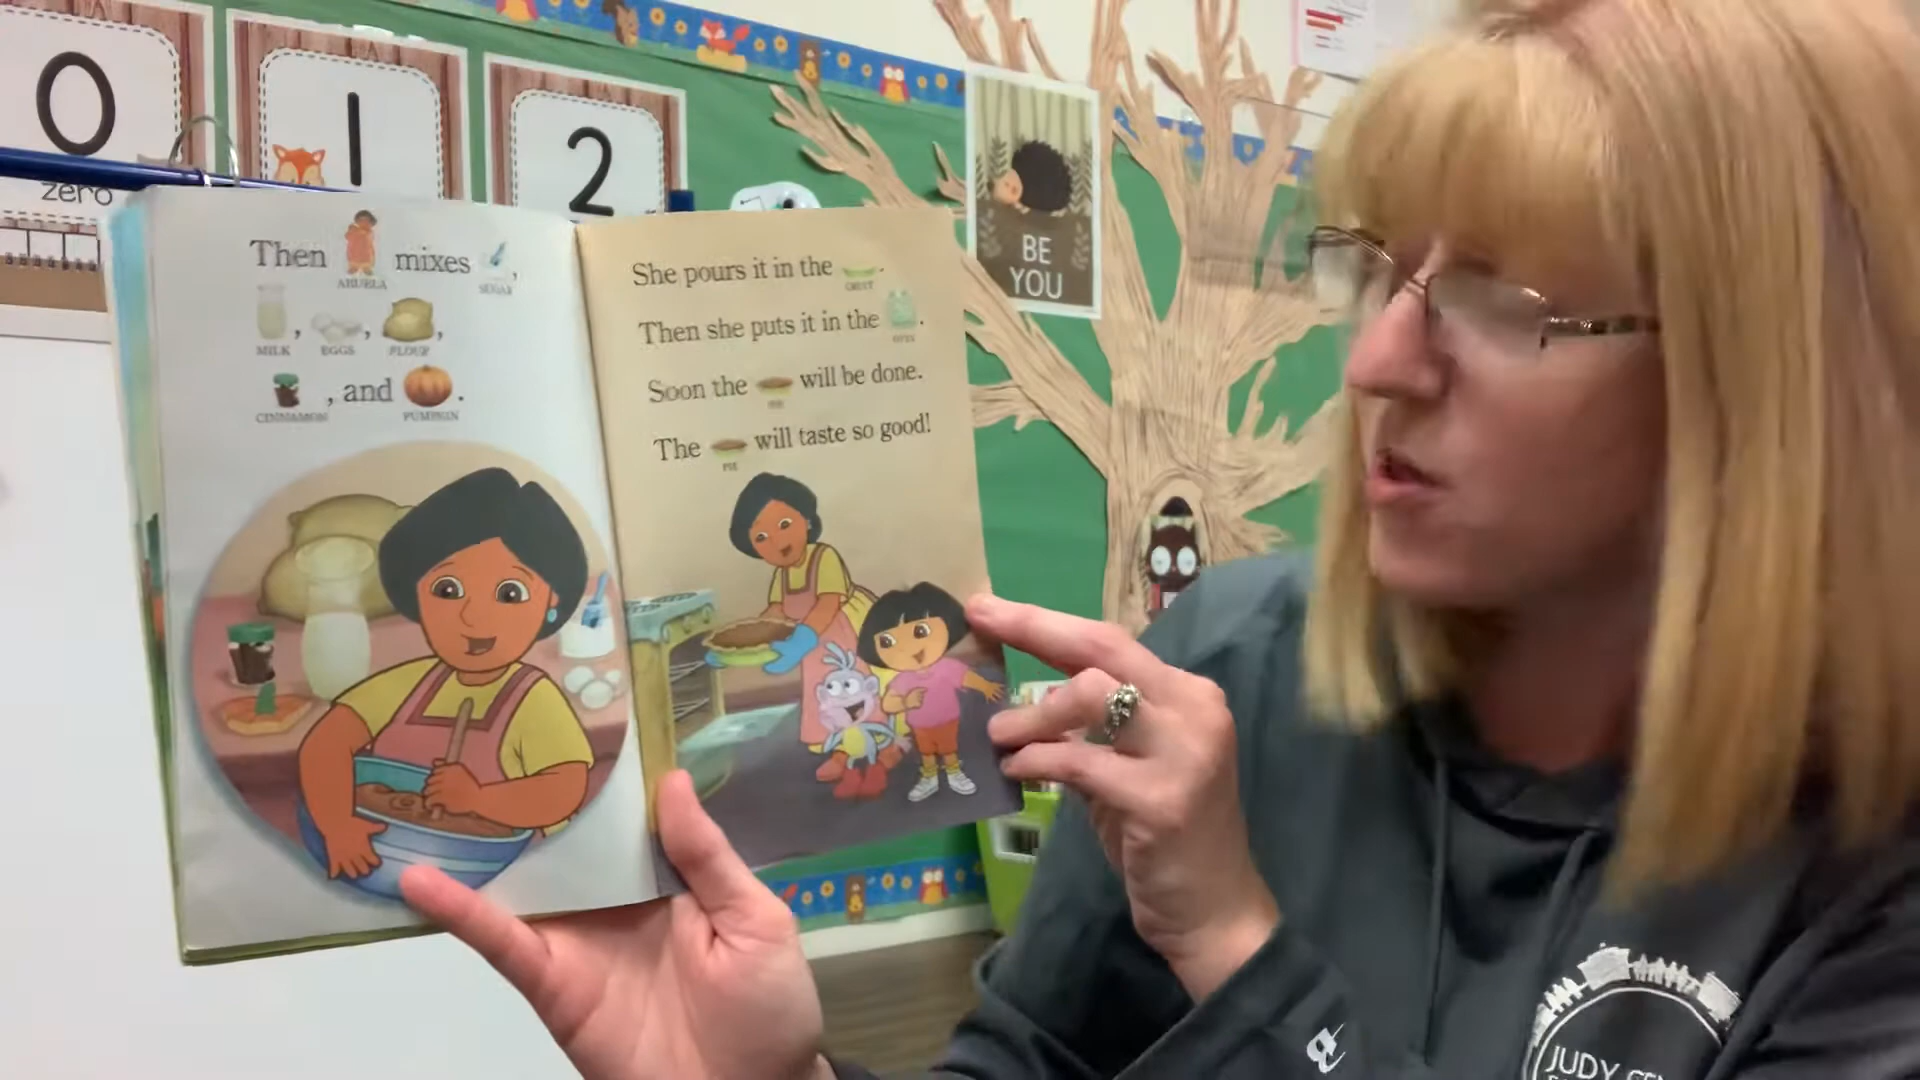 0
zero
1
2
BE
YOU
Then ABUELA mixes SUGAR,
MILK, EGGS, FLOUR,
CINNAMON, and PUMPKIN.
She pours it in the CRUST.
Then she puts it in the OVEN.
Soon the PIE will be done.
The PIE will taste so good!
JUDY